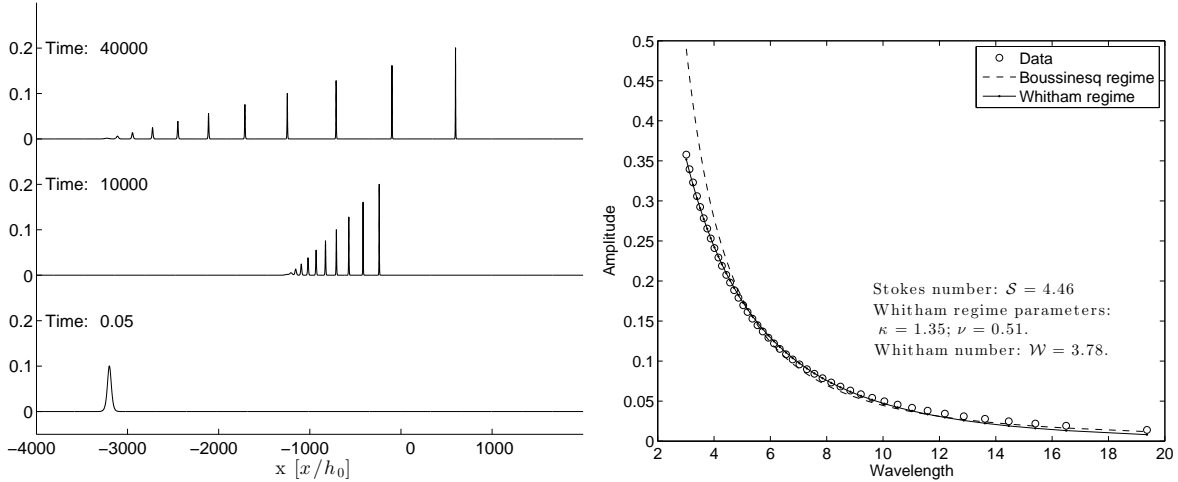 Time: 40000
0.2
0.1
0
Time: 10000
0.2
0.1
0
Time: 0.05
0.2
0.1
0
−4000 −3000 −2000 −1000 0 1000
x [x/h₀]
0.5
0.45
0.4
0.35
0.3
0.25
0.2
0.15
0.1
0.05
0
Amplitude
Data
Boussinesq regime
Whitham regime
Stokes number: 𝒮 = 4.46
Whitham regime parameters:
κ = 1.35; ν = 0.51.
Whitham number: 𝒲 = 3.78.
2 4 6 8 10 12 14 16 18 20
Wavelength